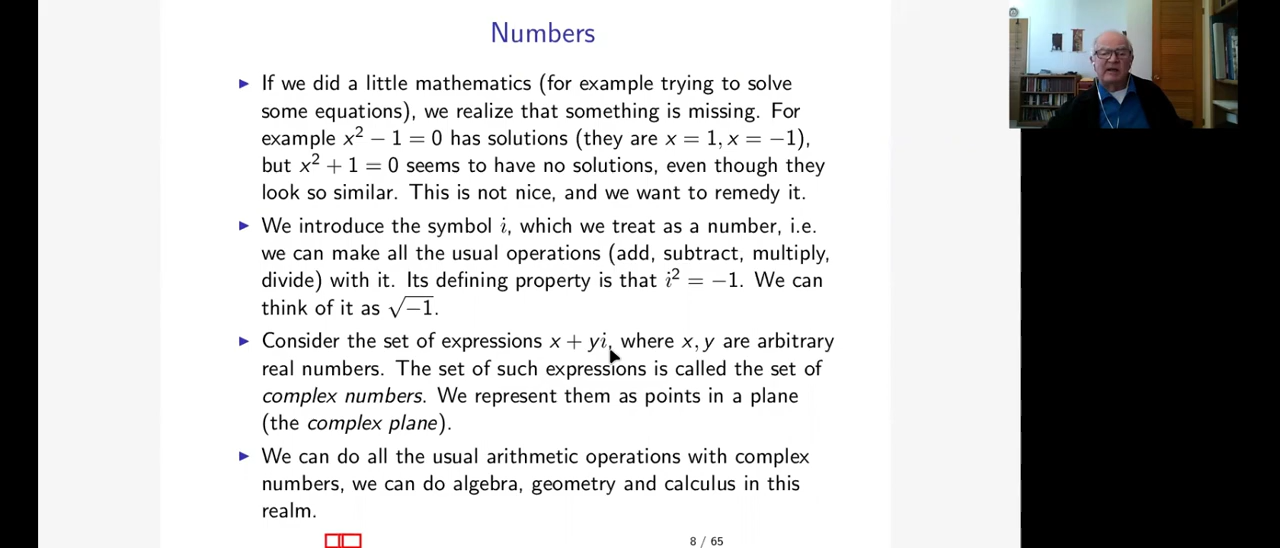 Numbers
► If we did a little mathematics (for example trying to solve
some equations), we realize that something is missing. For
example x² − 1 = 0 has solutions (they are x = 1, x = −1),
but x² + 1 = 0 seems to have no solutions, even though they
look so similar. This is not nice, and we want to remedy it.
► We introduce the symbol i, which we treat as a number, i.e.
we can make all the usual operations (add, subtract, multiply,
divide) with it. Its defining property is that i² = −1. We can
think of it as √−1.
► Consider the set of expressions x + yi, where x, y are arbitrary
real numbers. The set of such expressions is called the set of
complex numbers. We represent them as points in a plane
(the complex plane).
► We can do all the usual arithmetic operations with complex
numbers, we can do algebra, geometry and calculus in this
realm.
8 / 65